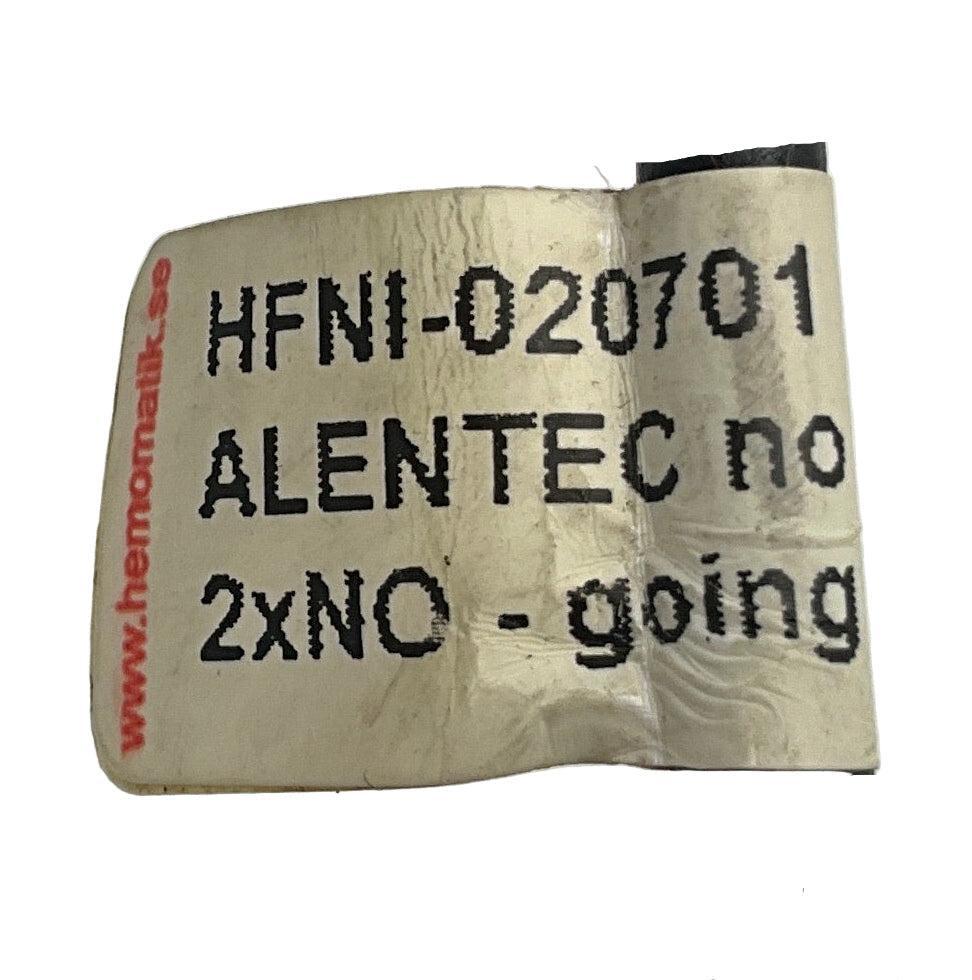 www.hemomatik.se
HFNI-020701
ALENTEC no
2xNO - going